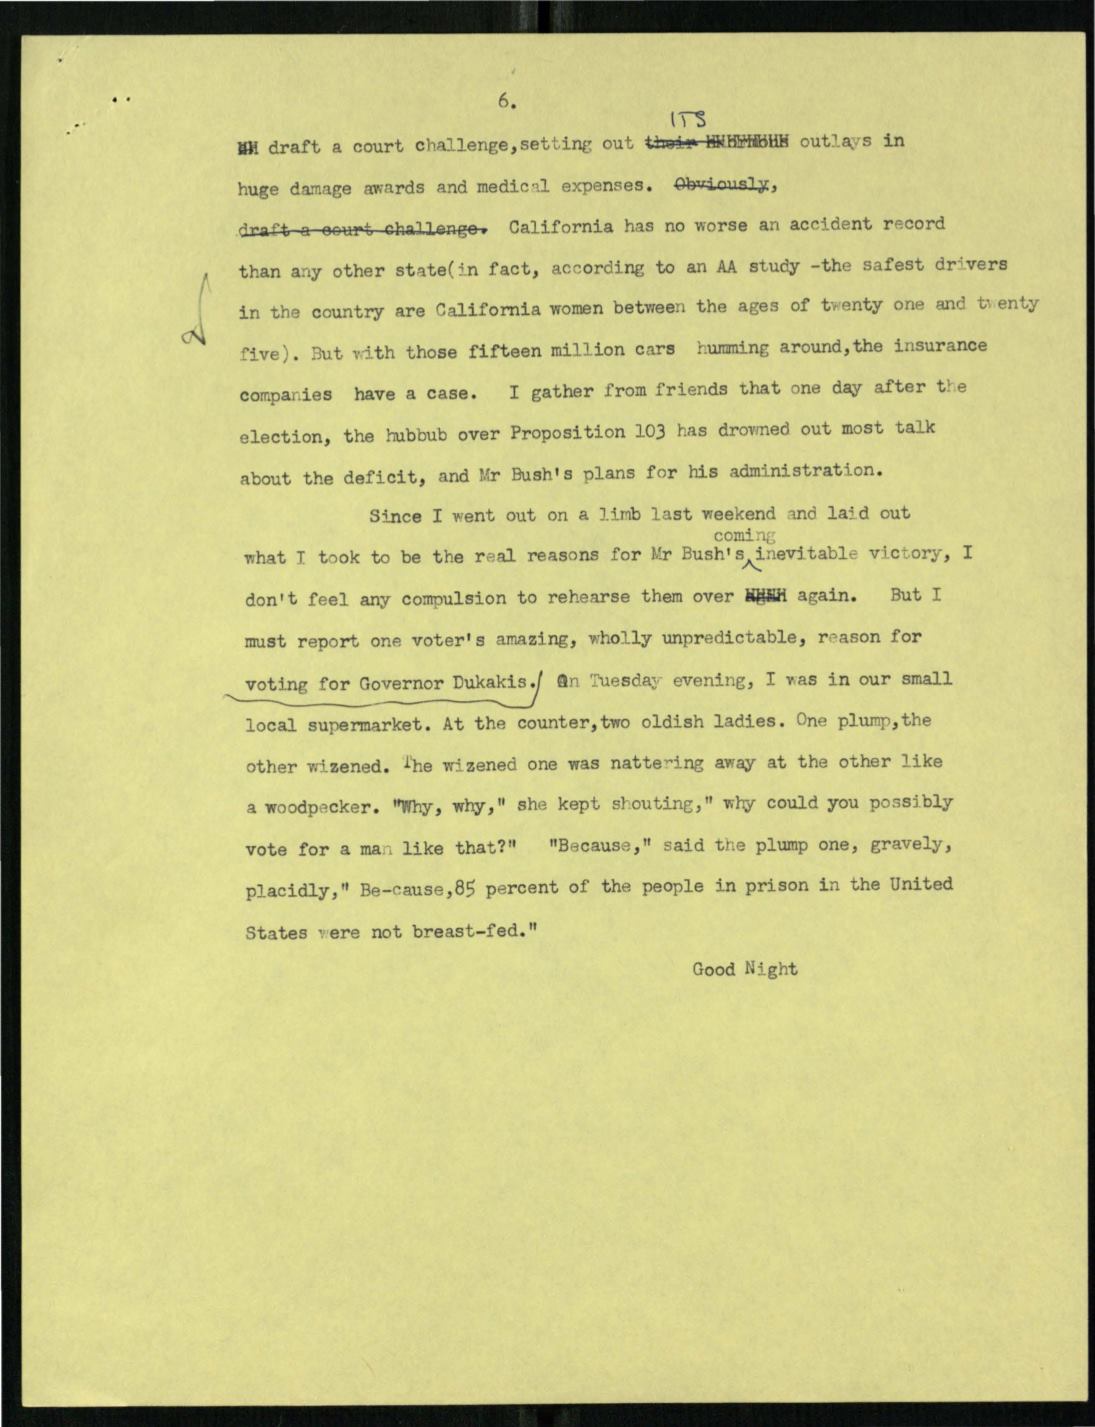 6.
ITS
draft a court challenge,setting out their outlays in
huge damage awards and medical expenses. Obviously,
draft a court challenge. California has no worse an accident record
than any other state(in fact, according to an AA study -the safest drivers
in the country are California women between the ages of twenty one and twenty
five). But with those fifteen million cars humming around,the insurance
companies have a case. I gather from friends that one day after the
election, the hubbub over Proposition 103 has drowned out most talk
about the deficit, and Mr Bush's plans for his administration.
Since I went out on a limb last weekend and laid out
coming
what I took to be the real reasons for Mr Bush's inevitable victory, I
don't feel any compulsion to rehearse them over again. But I
must report one voter's amazing, wholly unpredictable, reason for
voting for Governor Dukakis./ On Tuesday evening, I was in our small
local supermarket. At the counter,two oldish ladies. One plump,the
other wizened. The wizened one was nattering away at the other like
a woodpecker. "Why, why," she kept shouting," why could you possibly
vote for a man like that?" "Because," said the plump one, gravely,
placidly," Be-cause,85 percent of the people in prison in the United
States were not breast-fed."
Good Night